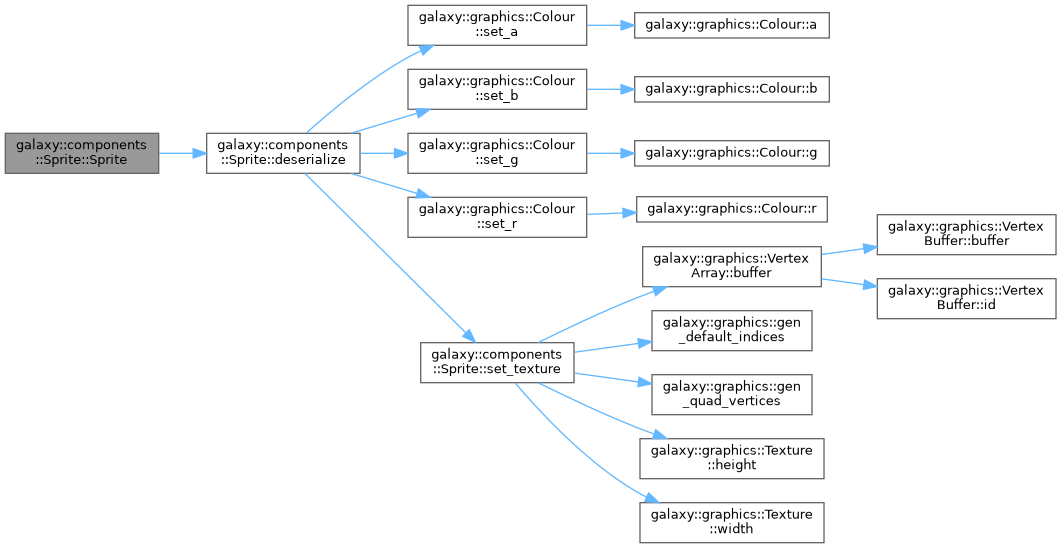 galaxy::components
::Sprite::Sprite
galaxy::components
::Sprite::deserialize
galaxy::graphics::Colour
::set_a
galaxy::graphics::Colour::a
galaxy::graphics::Colour
::set_b
galaxy::graphics::Colour::b
galaxy::graphics::Colour
::set_g
galaxy::graphics::Colour::g
galaxy::graphics::Colour
::set_r
galaxy::graphics::Colour::r
galaxy::components
::Sprite::set_texture
galaxy::graphics::Vertex
Array::buffer
galaxy::graphics::Vertex
Buffer::buffer
galaxy::graphics::Vertex
Buffer::id
galaxy::graphics::gen
_default_indices
galaxy::graphics::gen
_quad_vertices
galaxy::graphics::Texture
::height
galaxy::graphics::Texture
::width